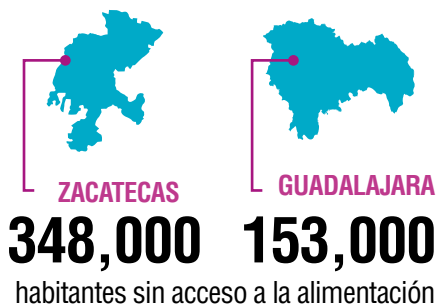 ZACATECAS
GUADALAJARA
348,000
153,000
habitantes sin acceso a la alimentación